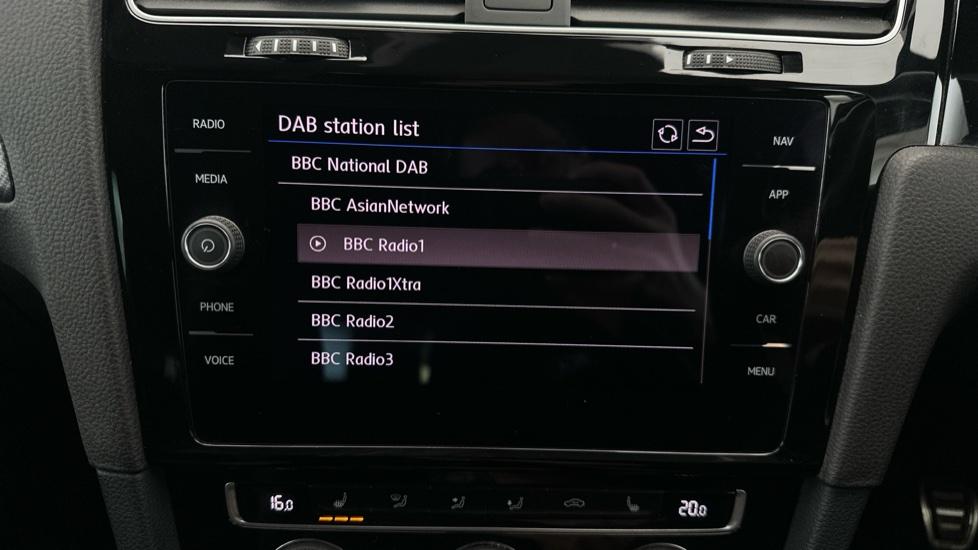 RADIO
MEDIA
PHONE
VOICE
DAB station list
BBC National DAB
BBC AsianNetwork
BBC Radio1
BBC Radio1Xtra
BBC Radio2
BBC Radio3
NAV
APP
CAR
MENU
16.0
20.0